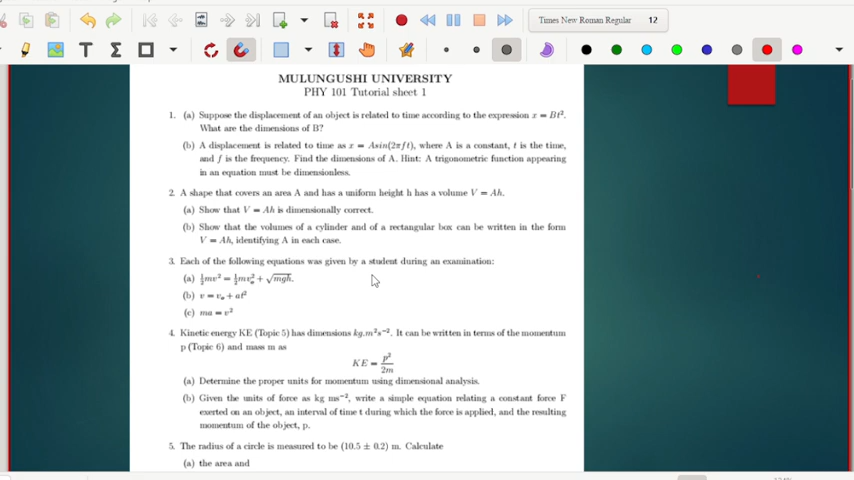 Times New Roman Regular 12
MULUNGUSHI UNIVERSITY
PHY 101 Tutorial sheet 1
1. (a) Suppose the displacement of an object is related to time according to the expression x = Bt².
What are the dimensions of B?
(b) A displacement is related to time as x = Asin(2πft), where A is a constant, t is the time,
and f is the frequency. Find the dimensions of A. Hint: A trigonometric function appearing
in an equation must be dimensionless.
2. A shape that covers an area A and has a uniform height h has a volume V = Ah.
(a) Show that V = Ah is dimensionally correct.
(b) Show that the volumes of a cylinder and of a rectangular box can be written in the form
V = Ah, identifying A in each case.
3. Each of the following equations was given by a student during an examination:
(a) ½mv² = ½mv₀² + √mgh.
(b) v = v₀ + at²
(c) ma = v²
4. Kinetic energy KE (Topic 5) has dimensions kg.m²s⁻². It can be written in terms of the momentum
p (Topic 6) and mass m as
KE = p²/2m
(a) Determine the proper units for momentum using dimensional analysis.
(b) Given the units of force as kg ms⁻², write a simple equation relating a constant force F
exerted on an object, an interval of time t during which the force is applied, and the resulting
momentum of the object, p.
5. The radius of a circle is measured to be (10.5 ± 0.2) m. Calculate
(a) the area and